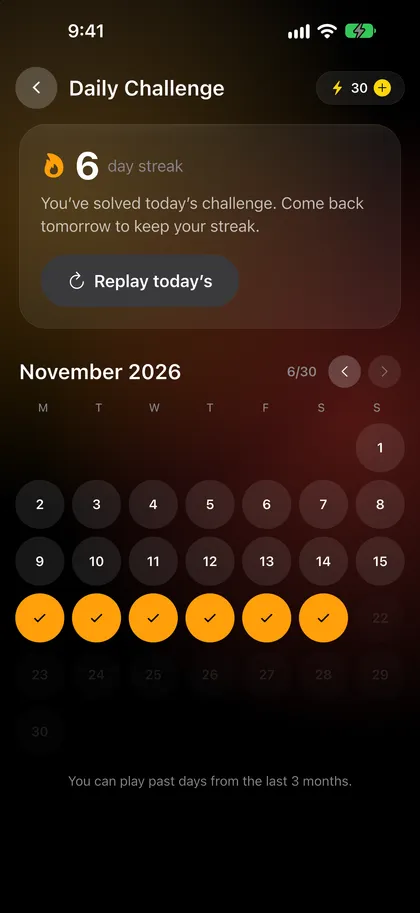 9:41
Daily Challenge
30
6 day streak
You've solved today's challenge. Come back
tomorrow to keep your streak.
Replay today's
November 2026
6/30
M T W T F S S
1
2 3 4 5 6 7 8
9 10 11 12 13 14 15
22
23 24 25 26 27 28 29
30
You can play past days from the last 3 months.